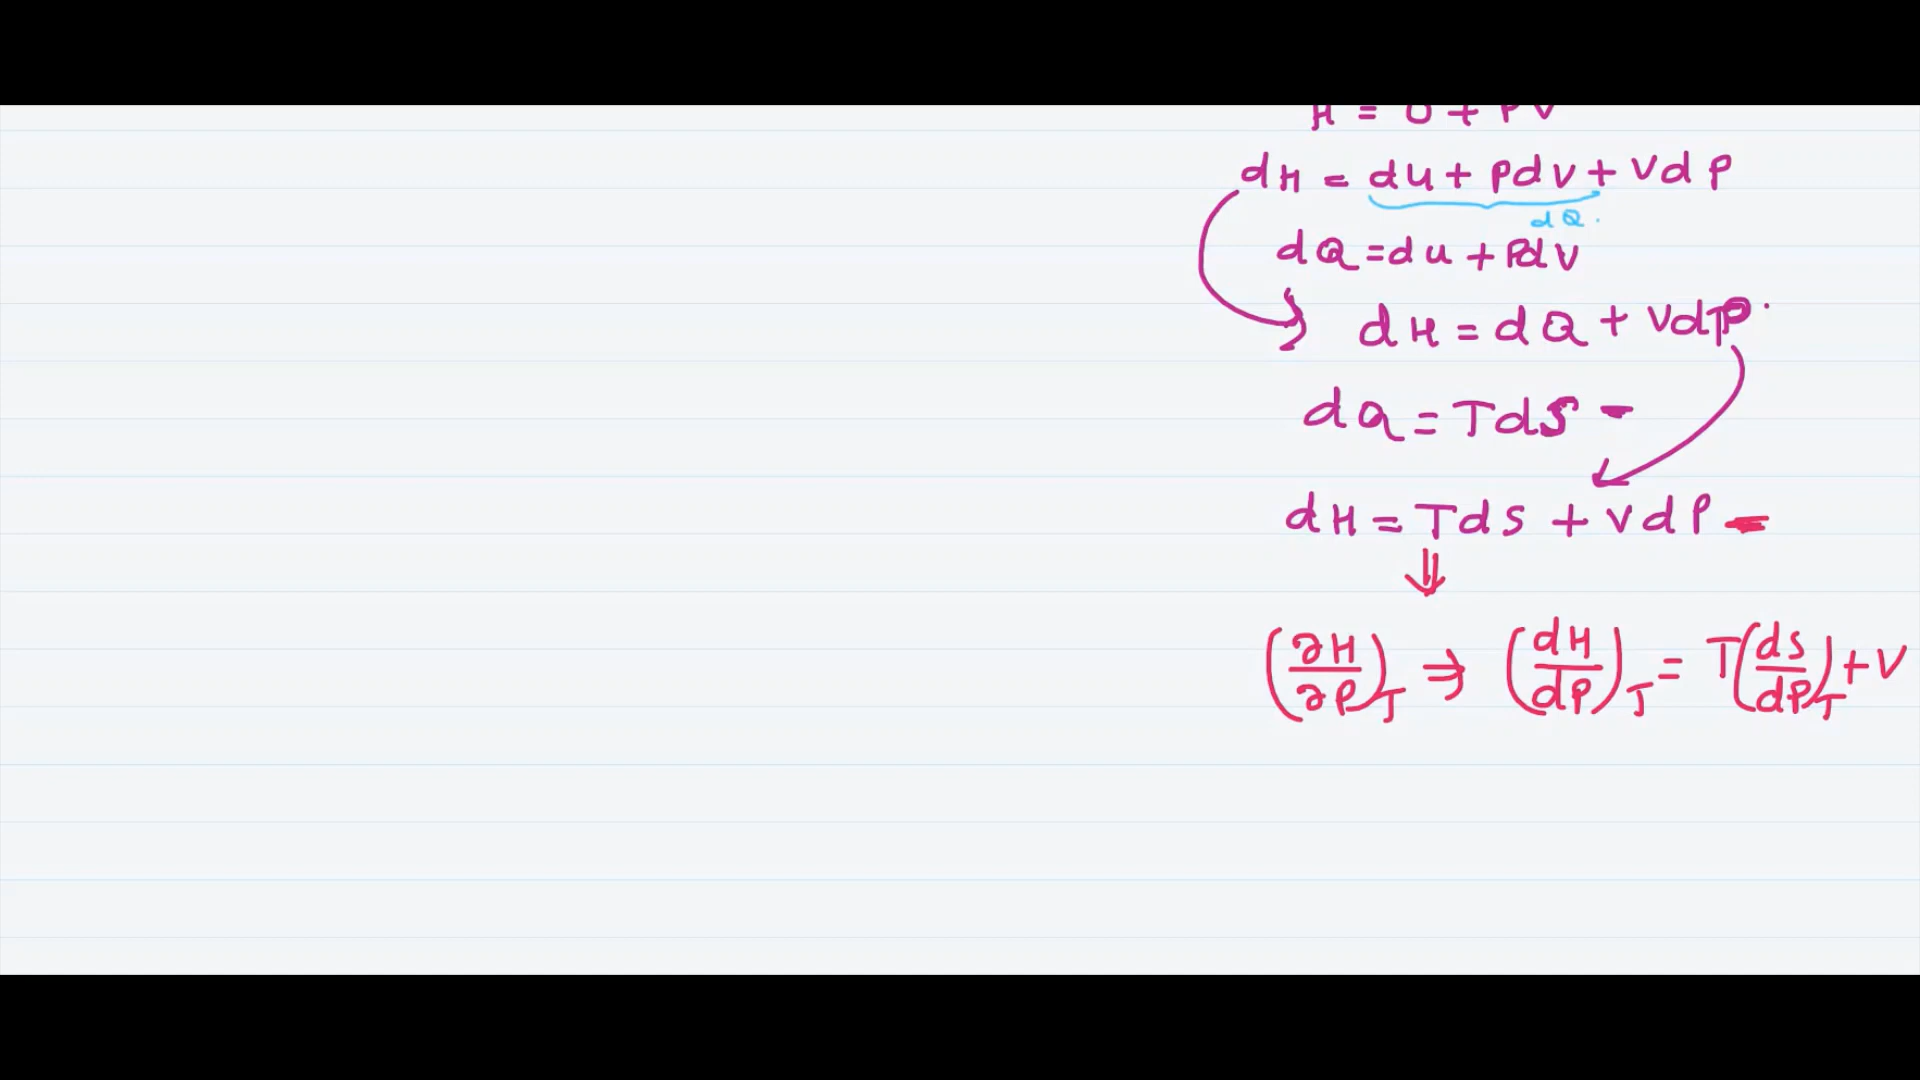 H = U + PV
dH = dU + PdV + VdP
dQ.
dQ = du + PdV
dH = dQ + VdP.
dQ = TdS -
dH = TdS + VdP
(∂H/∂P)T ⇒ (dH/dP)T = T(dS/dP)T + V